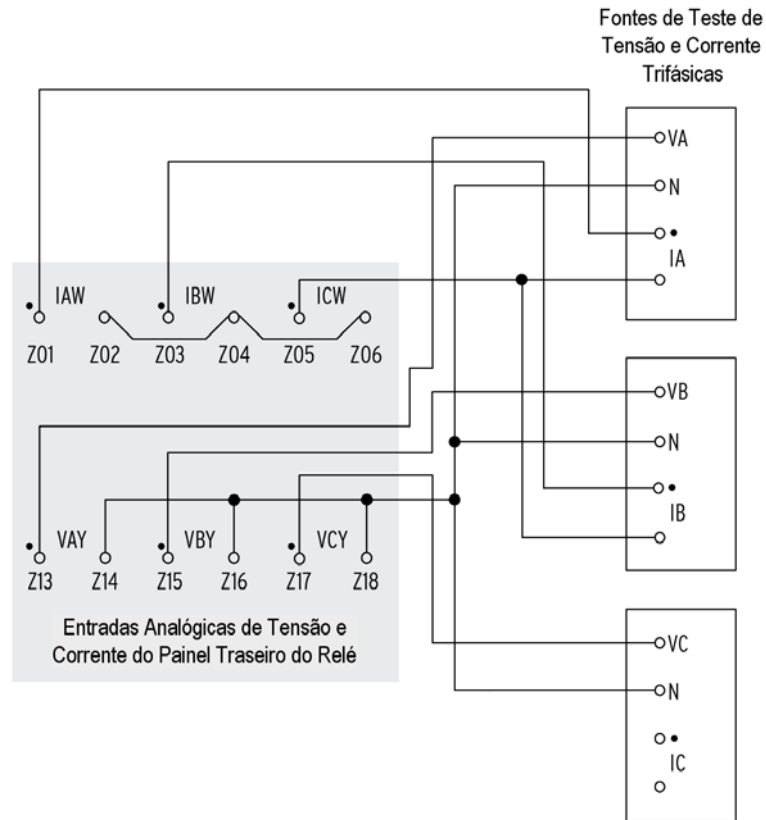 Fontes de Teste de
Tensão e Corrente
Trifásicas
VA
N
IA
IAW
IBW
ICW
Z01
Z02
Z03
Z04
Z05
Z06
VB
N
IB
VAY
VBY
VCY
Z13
Z14
Z15
Z16
Z17
Z18
Entradas Analógicas de Tensão e
Corrente do Painel Traseiro do Relé
VC
N
IC